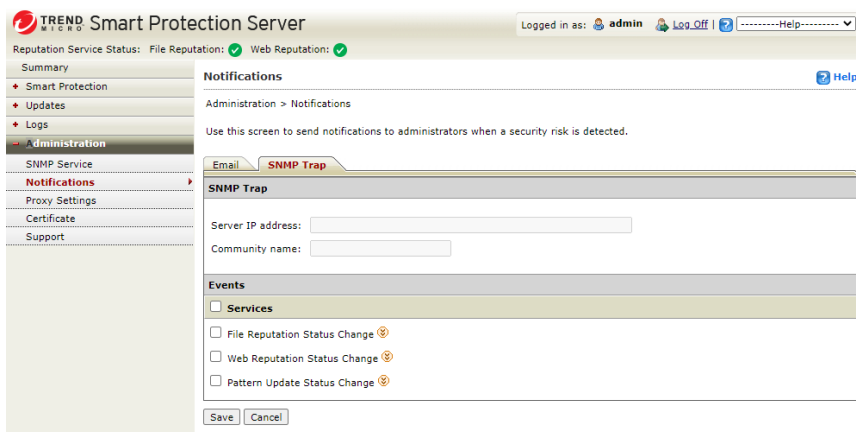 TREND MICRO Smart Protection Server
Logged in as: admin Log Off | ---------Help---------
Reputation Service Status: File Reputation: Web Reputation:
Summary
Smart Protection
Updates
Logs
Administration
SNMP Service
Notifications
Proxy Settings
Certificate
Support
Notifications
Help
Administration > Notifications
Use this screen to send notifications to administrators when a security risk is detected.
Email
SNMP Trap
SNMP Trap
Server IP address:
Community name:
Events
Services
File Reputation Status Change
Web Reputation Status Change
Pattern Update Status Change
Save Cancel